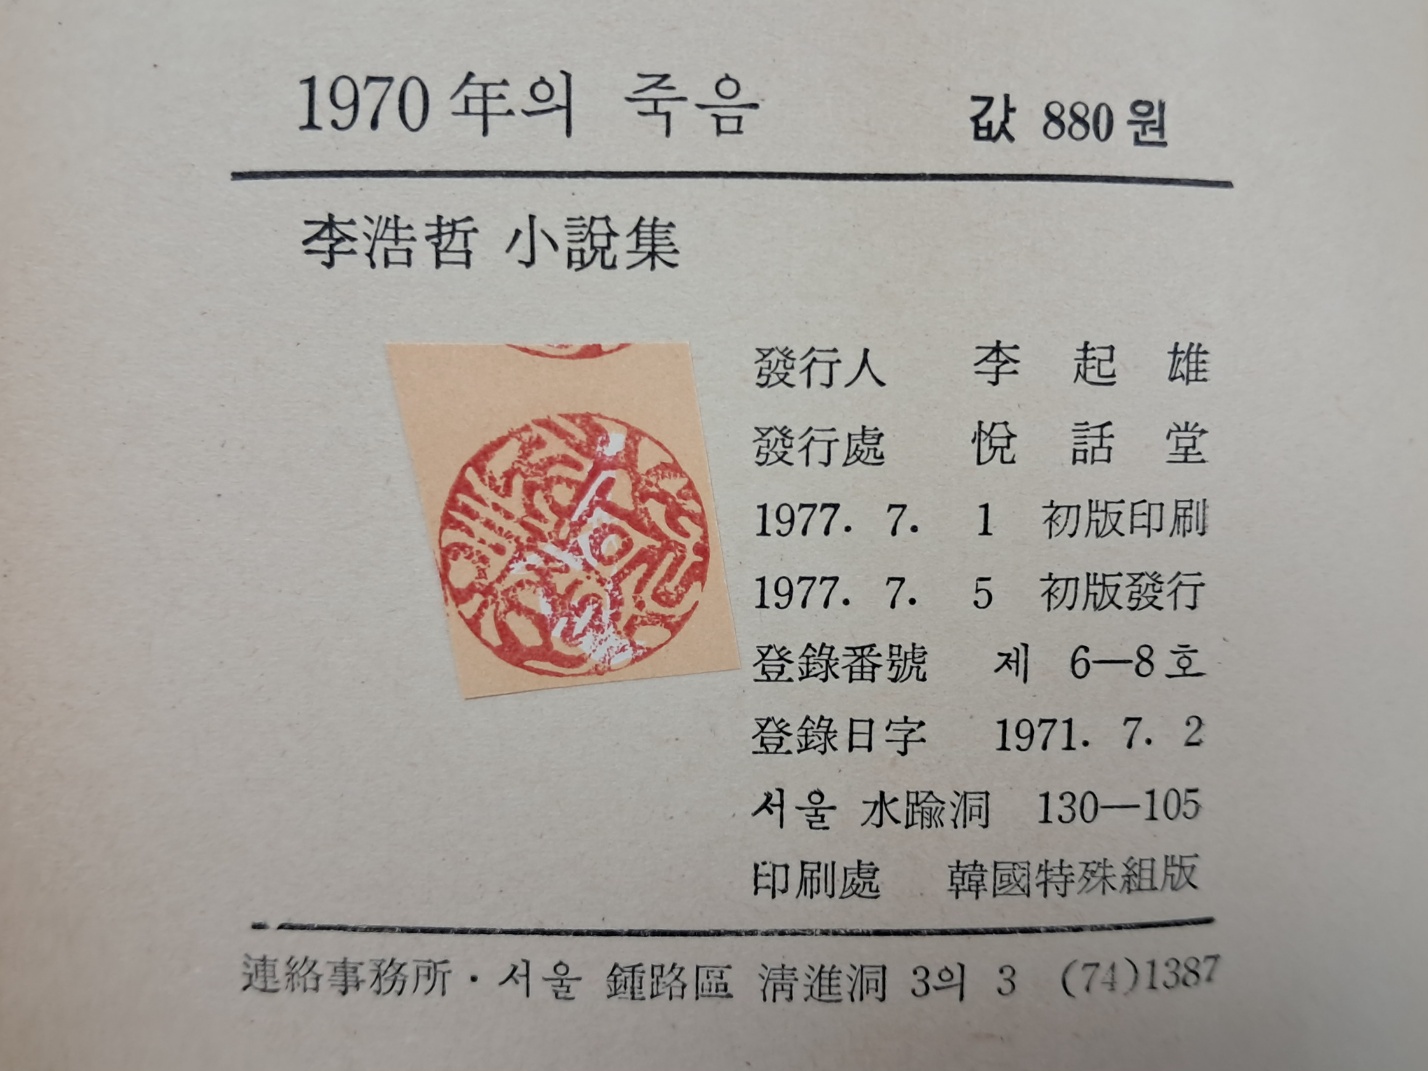 1970年의 죽음 값 880원
李浩哲 小說集
發行人 李起雄
發行處 悅話堂
1977. 7. 1 初版印刷
1977. 7. 5 初版發行
登錄番號 제 6—8호
登錄日字 1971. 7. 2
서울 水踰洞 130—105
印刷處 韓國特殊組版
連絡事務所·서울 鍾路區 淸進洞 3의 3 (74)1387